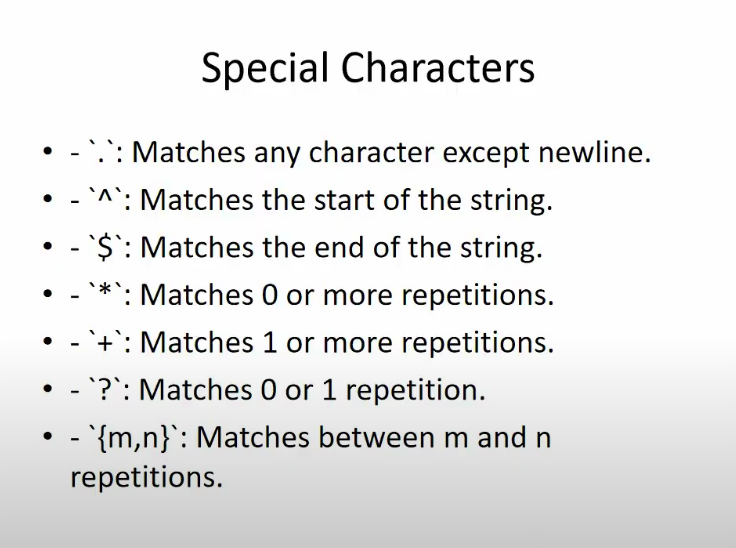 Special Characters
• - `.`: Matches any character except newline.
• - `^`: Matches the start of the string.
• - `$`: Matches the end of the string.
• - `*`: Matches 0 or more repetitions.
• - `+`: Matches 1 or more repetitions.
• - `?`: Matches 0 or 1 repetition.
• - `{m,n}`: Matches between m and n
repetitions.